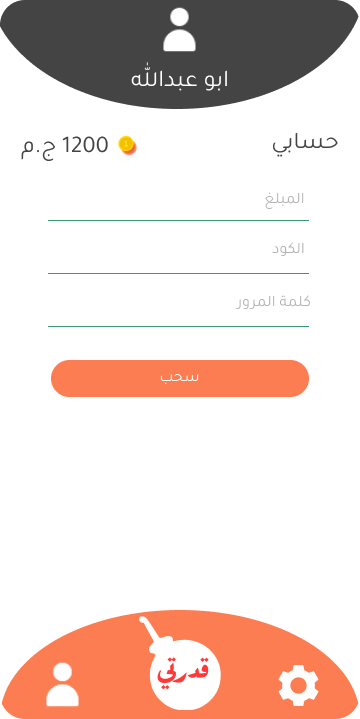 ابو عبدالله
حسابي
1200 ج.م
المبلغ
الكود
كلمة المرور
سحب
قدرتي